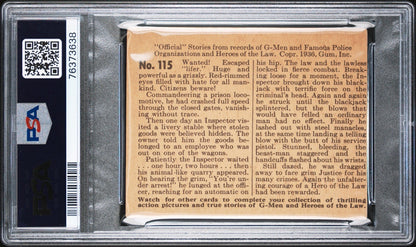 "Official" Stories from records of G-Men and Famous Police
Organizations and Heroes of the Law. Copr. 1936, Gum, Inc.
No. 115 Wanted! Escaped
"lifer." Huge and
powerful as a grizzly. Red-rimmed
eyes filled with hate for all man-
kind. Citizens beware!
Commandeering a prison loco-
motive, he had crashed full speed
through the closed gates, vanish-
ing without trace.
Then one day an Inspector vis-
ited a livery stable where stolen
goods were believed hidden. The
owner told him the goods be-
longed to an employee who was
out on one of the wagons.
Patiently the Inspector waited
. . . one hour, two hours . . . then
his animal-like quarry appeared.
On hearing the grim, "You're un-
der arrest!" he lunged at the offi-
cer, reaching for an automatic on
his hip. The law and the lawless
locked in fierce combat. Break-
ing loose for a moment, the In-
spector brought down his black-
jack with terrific force on the
criminal's head. Again and again
he struck until the blackjack
splintered, but the blows that
would have felled an ordinary
man had no effect. Finally he
lashed out with steel manacles,
at the same time landing a telling
blow with the butt of his service
pistol. Stunned, bleeding, the
beast-man staggered and the
handcuffs flashed about his wrists.
Still dazed, he was dragged
away to face grim Justice for his
many crimes. Again the unfalter-
ing courage of a Hero of the Law
had been rewarded.
Watch for other cards to complete your collection of thrilling
action pictures and true stories of G-Men and Heroes of the Law.
76373638
PSA